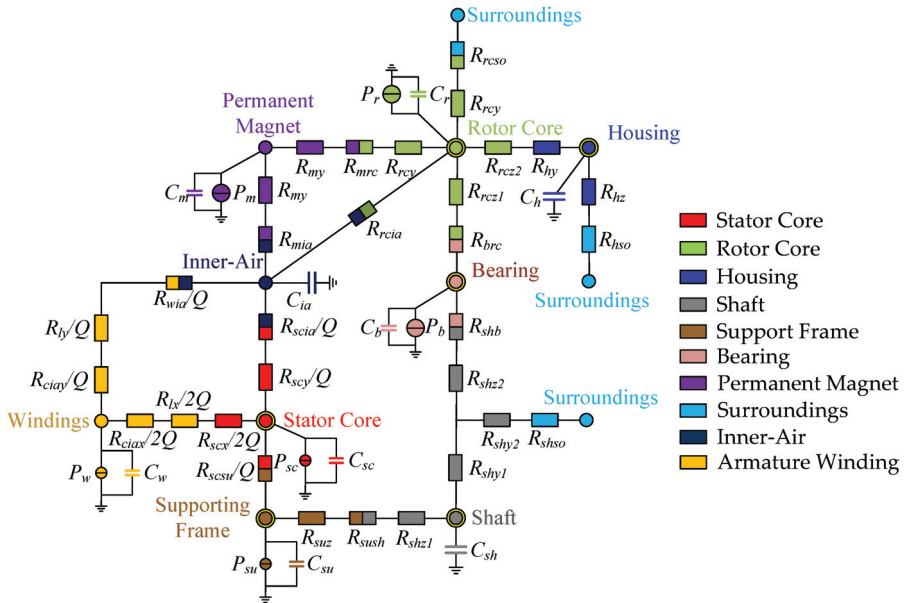 Surroundings
R_rcso
P_r
C_r
R_rcy
Permanent
Magnet
Rotor Core
Housing
R_my
R_mrc
R_rcy
R_rcz2
R_hy
C_m
P_m
R_my
R_rcz1
C_h
R_hz
R_rcia
R_mia
R_brc
R_hso
Inner-Air
Bearing
R_wia/Q
C_ia
Surroundings
R_ly/Q
R_scia/Q
C_b
P_b
R_shb
R_ciay/Q
R_scy/Q
R_shz2
R_lx/2Q
Windings
Stator Core
Surroundings
R_ciax/2Q
R_scx/2Q
R_shy2
R_shso
P_w
C_w
R_scsu/Q
P_sc
C_sc
R_shy1
Supporting
Frame
Shaft
R_suz
R_sush
R_shz1
C_sh
P_su
C_su
Stator Core
Rotor Core
Housing
Shaft
Support Frame
Bearing
Permanent Magnet
Surroundings
Inner-Air
Armature Winding